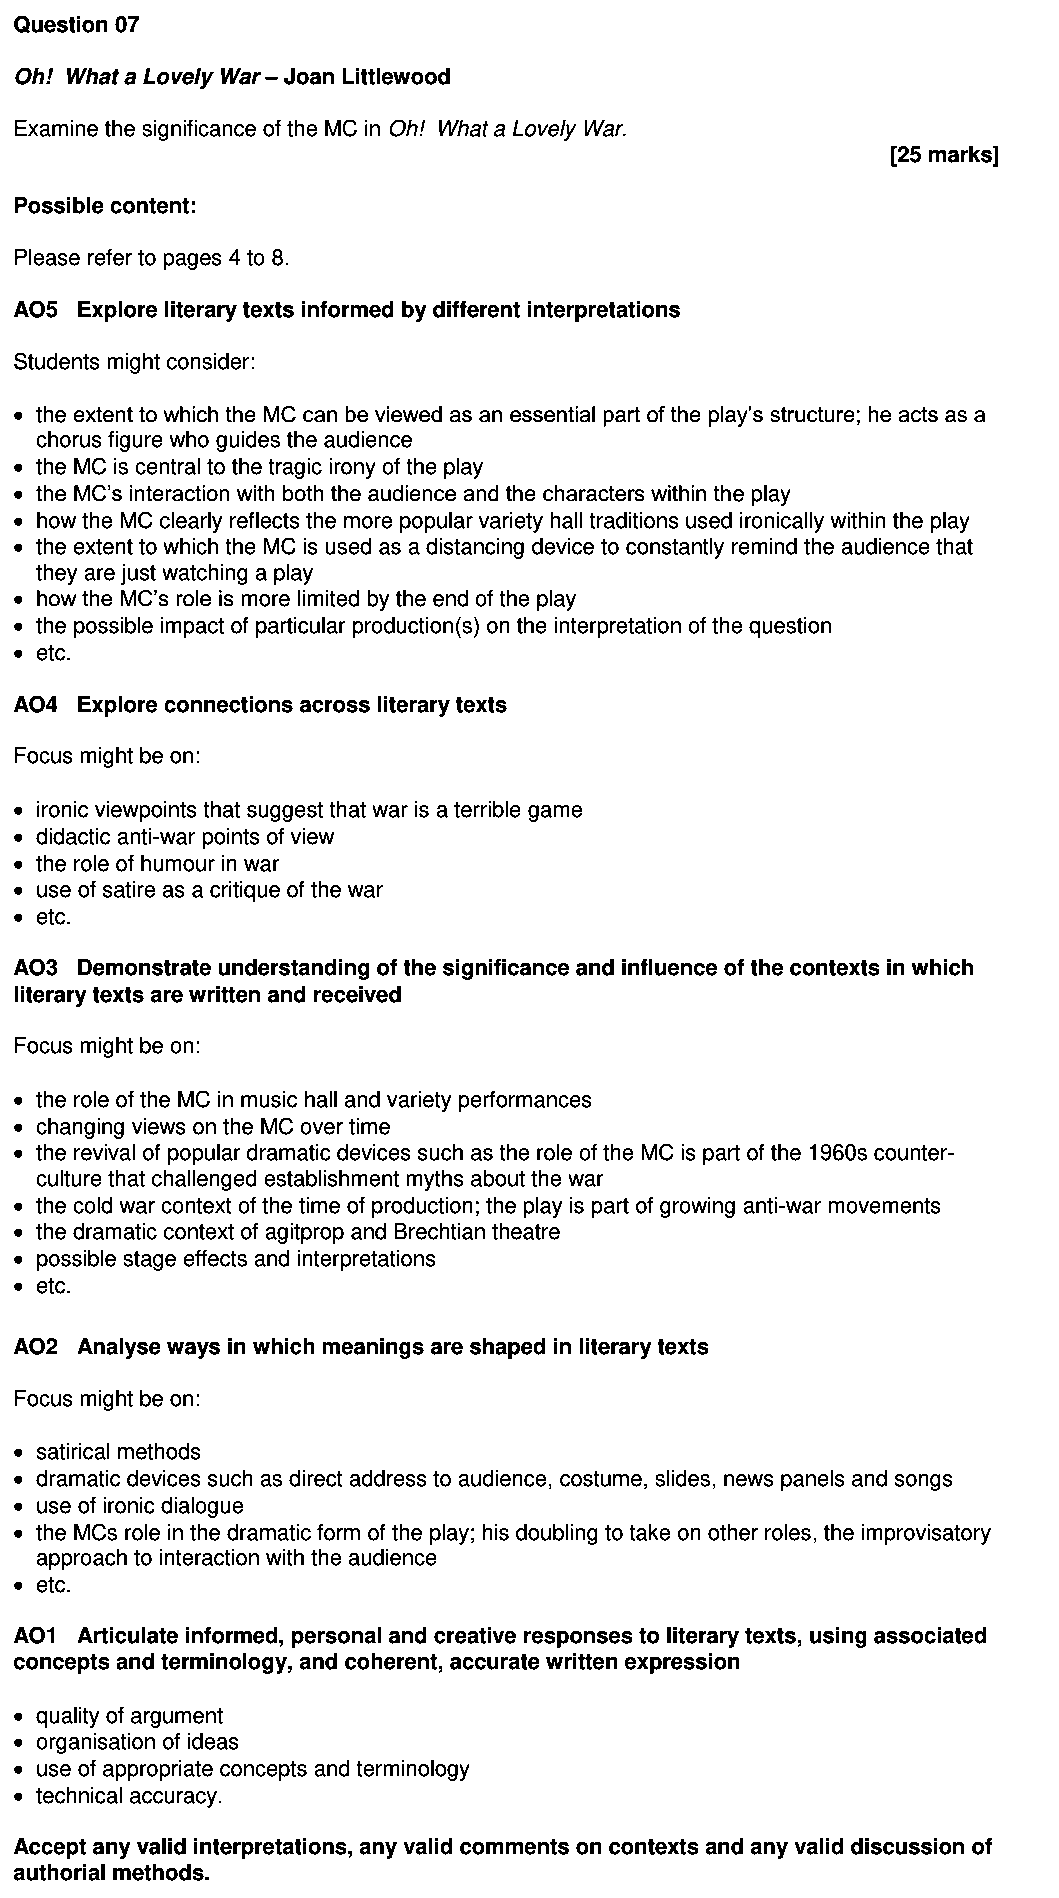 Question 07
Oh! What a Lovely War – Joan Littlewood
Examine the significance of the MC in Oh! What a Lovely War.
[25 marks]
Possible content:
Please refer to pages 4 to 8.
AO5 Explore literary texts informed by different interpretations
Students might consider:
• the extent to which the MC can be viewed as an essential part of the play's structure; he acts as a
chorus figure who guides the audience
• the MC is central to the tragic irony of the play
• the MC's interaction with both the audience and the characters within the play
• how the MC clearly reflects the more popular variety hall traditions used ironically within the play
• the extent to which the MC is used as a distancing device to constantly remind the audience that
they are just watching a play
• how the MC's role is more limited by the end of the play
• the possible impact of particular production(s) on the interpretation of the question
• etc.
AO4 Explore connections across literary texts
Focus might be on:
• ironic viewpoints that suggest that war is a terrible game
• didactic anti-war points of view
• the role of humour in war
• use of satire as a critique of the war
• etc.
AO3 Demonstrate understanding of the significance and influence of the contexts in which
literary texts are written and received
Focus might be on:
• the role of the MC in music hall and variety performances
• changing views on the MC over time
• the revival of popular dramatic devices such as the role of the MC is part of the 1960s counter-
culture that challenged establishment myths about the war
• the cold war context of the time of production; the play is part of growing anti-war movements
• the dramatic context of agitprop and Brechtian theatre
• possible stage effects and interpretations
• etc.
AO2 Analyse ways in which meanings are shaped in literary texts
Focus might be on:
• satirical methods
• dramatic devices such as direct address to audience, costume, slides, news panels and songs
• use of ironic dialogue
• the MCs role in the dramatic form of the play; his doubling to take on other roles, the improvisatory
approach to interaction with the audience
• etc.
AO1 Articulate informed, personal and creative responses to literary texts, using associated
concepts and terminology, and coherent, accurate written expression
• quality of argument
• organisation of ideas
• use of appropriate concepts and terminology
• technical accuracy.
Accept any valid interpretations, any valid comments on contexts and any valid discussion of
authorial methods.